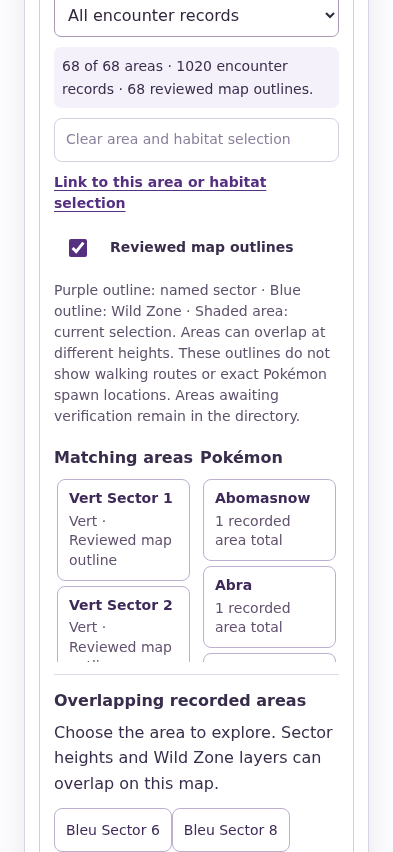 All encounter records
68 of 68 areas · 1020 encounter
records · 68 reviewed map outlines.
Clear area and habitat selection
Link to this area or habitat
selection
Reviewed map outlines
Purple outline: named sector · Blue
outline: Wild Zone · Shaded area:
current selection. Areas can overlap at
different heights. These outlines do not
show walking routes or exact Pokémon
spawn locations. Areas awaiting
verification remain in the directory.
Matching areas
Vert Sector 1
Vert ·
Reviewed map
outline
Vert Sector 2
Vert ·
Reviewed map
Pokémon
Abomasnow
1 recorded
area total
Abra
1 recorded
area total
Overlapping recorded areas
Choose the area to explore. Sector
heights and Wild Zone layers can
overlap on this map.
Bleu Sector 6
Bleu Sector 8